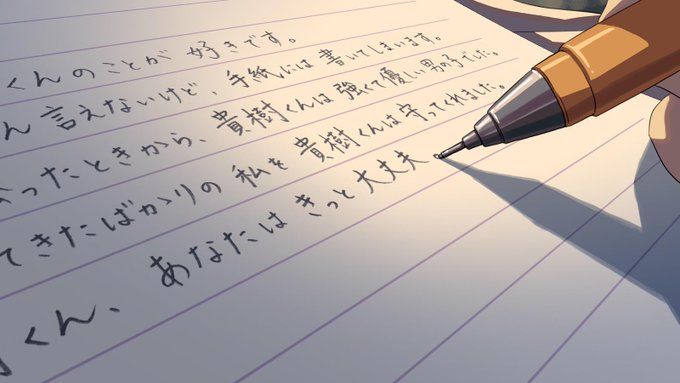 くんのことが 好きです。
ん 言えないけど、手紙には 書いてしまいます。
ったときから、貴樹くんは 強くて優しい男の子でした。
てきたばかりの 私を 貴樹くんは 守ってくれました。
くん、あなたは きっと 大丈夫。